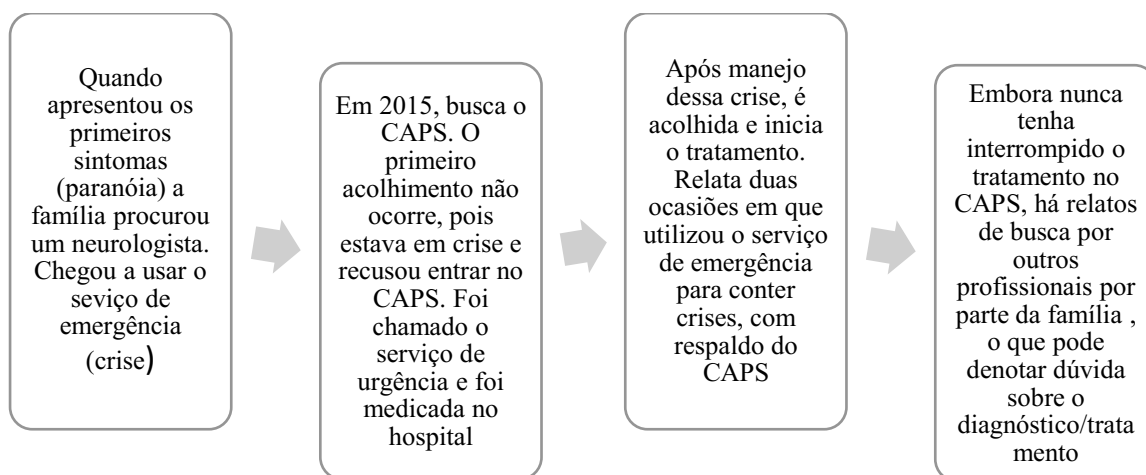 Quando
apresentou os
primeiros
sintomas
(paranóia) a
família procurou
um neurologista.
Chegou a usar o
seviço de
emergência
(crise)
Em 2015, busca o
CAPS. O
primeiro
acolhimento não
ocorre, pois
estava em crise e
recusou entrar no
CAPS. Foi
chamado o
serviço de
urgência e foi
medicada no
hospital
Após manejo
dessa crise, é
acolhida e inicia
o tratamento.
Relata duas
ocasiões em que
utilizou o serviço
de emergência
para conter
crises, com
respaldo do
CAPS
Embora nunca
tenha
interrompido o
tratamento no
CAPS, há relatos
de busca por
outros
profissionais por
parte da família ,
o que pode
denotar dúvida
sobre o
diagnóstico/trata
mento